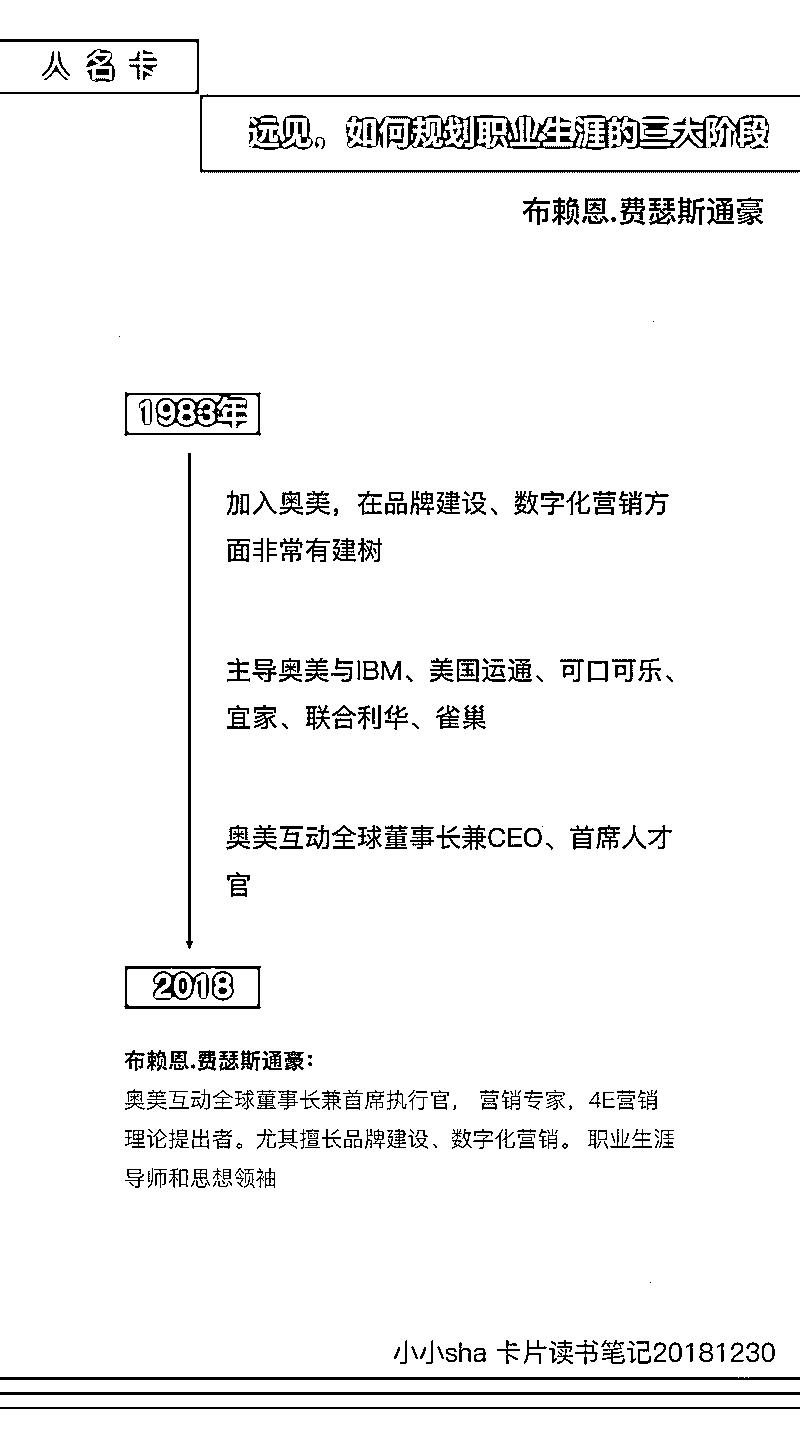 人名卡
远见，如何规划职业生涯的三大阶段
布赖恩.费瑟斯通豪
1983年
加入奥美，在品牌建设、数字化营销方
面非常有建树
主导奥美与IBM、美国运通、可口可乐、
宜家、联合利华、雀巢
奥美互动全球董事长兼CEO、首席人才
官
2018
布赖恩.费瑟斯通豪：
奥美互动全球董事长兼首席执行官， 营销专家，4E营销
理论提出者。尤其擅长品牌建设、数字化营销。 职业生涯
导师和思想领袖
小小sha 卡片读书笔记20181230